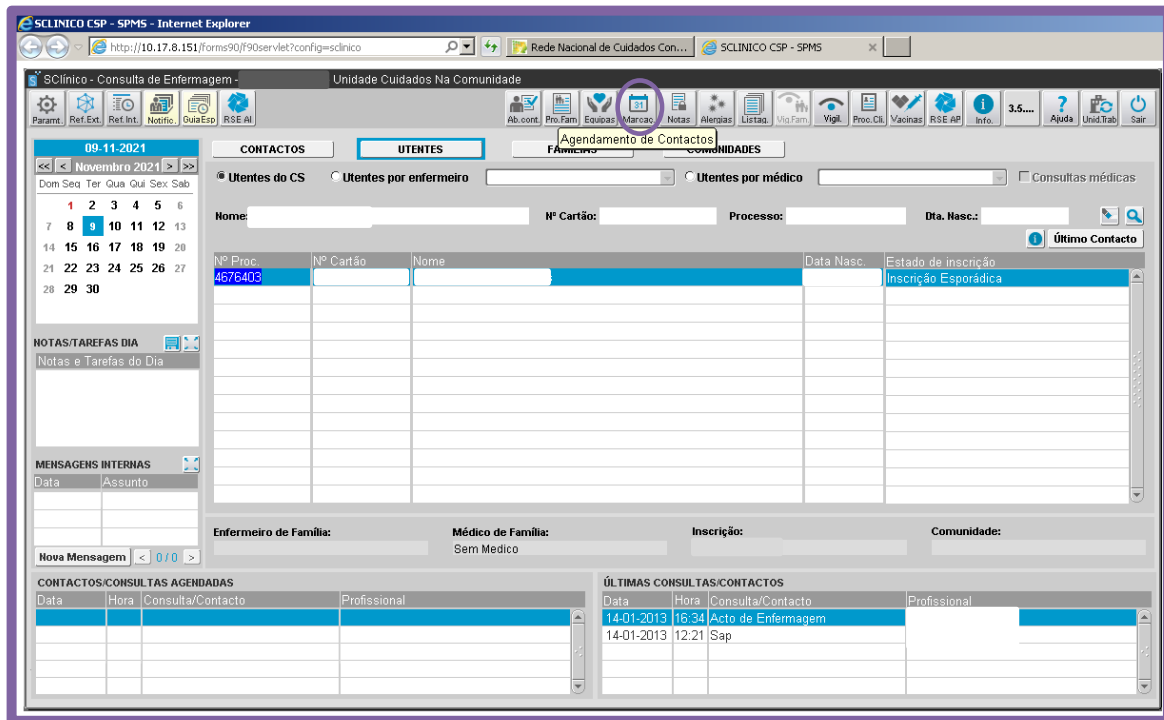 SCLINICO CSP - SPMS - Internet Explorer
http://10.17.8.151/forms90/f90servlet?config=sclinico
Rede Nacional de Cuidados Con...
SCLINICO CSP - SPMS
SClínico - Consulta de Enfermagem - Unidade Cuidados Na Comunidade
Paramt. Ref.Ext. Ref.Int. Notific. GuiaEsp RSE AI Ab.cont. Pro.Fam Equipas Marcaç. Notas Alergias Listag. Vig.Fam. Vigil. Proc.Cli. Vacinas RSE AP Info. 3.5.... Ajuda Unid.Trab Sair
Agendamento de Contactos
09-11-2021
<< < Novembro 2021 > >>
Dom Seg Ter Qua Qui Sex Sab
1 2 3 4 5 6
7 8 9 10 11 12 13
14 15 16 17 18 19 20
21 22 23 24 25 26 27
28 29 30
NOTAS/TAREFAS DIA
Notas e Tarefas do Dia
MENSAGENS INTERNAS
Data Assunto
Nova Mensagem < 0 / 0 >
CONTACTOS UTENTES FAMÍLIAS COMUNIDADES
Utentes do CS Utentes por enfermeiro Utentes por médico Consultas médicas
Nome: Nº Cartão: Processo: Dta. Nasc.:
Último Contacto
Nº Proc. Nº Cartão Nome Data Nasc. Estado de inscrição
4676403 Inscrição Esporádica
Enfermeiro de Família: Médico de Família: Inscrição: Comunidade:
Sem Medico
CONTACTOS/CONSULTAS AGENDADAS
Data Hora Consulta/Contacto Profissional
ÚLTIMAS CONSULTAS/CONTACTOS
Data Hora Consulta/Contacto Profissional
14-01-2013 16:34 Acto de Enfermagem
14-01-2013 12:21 Sap